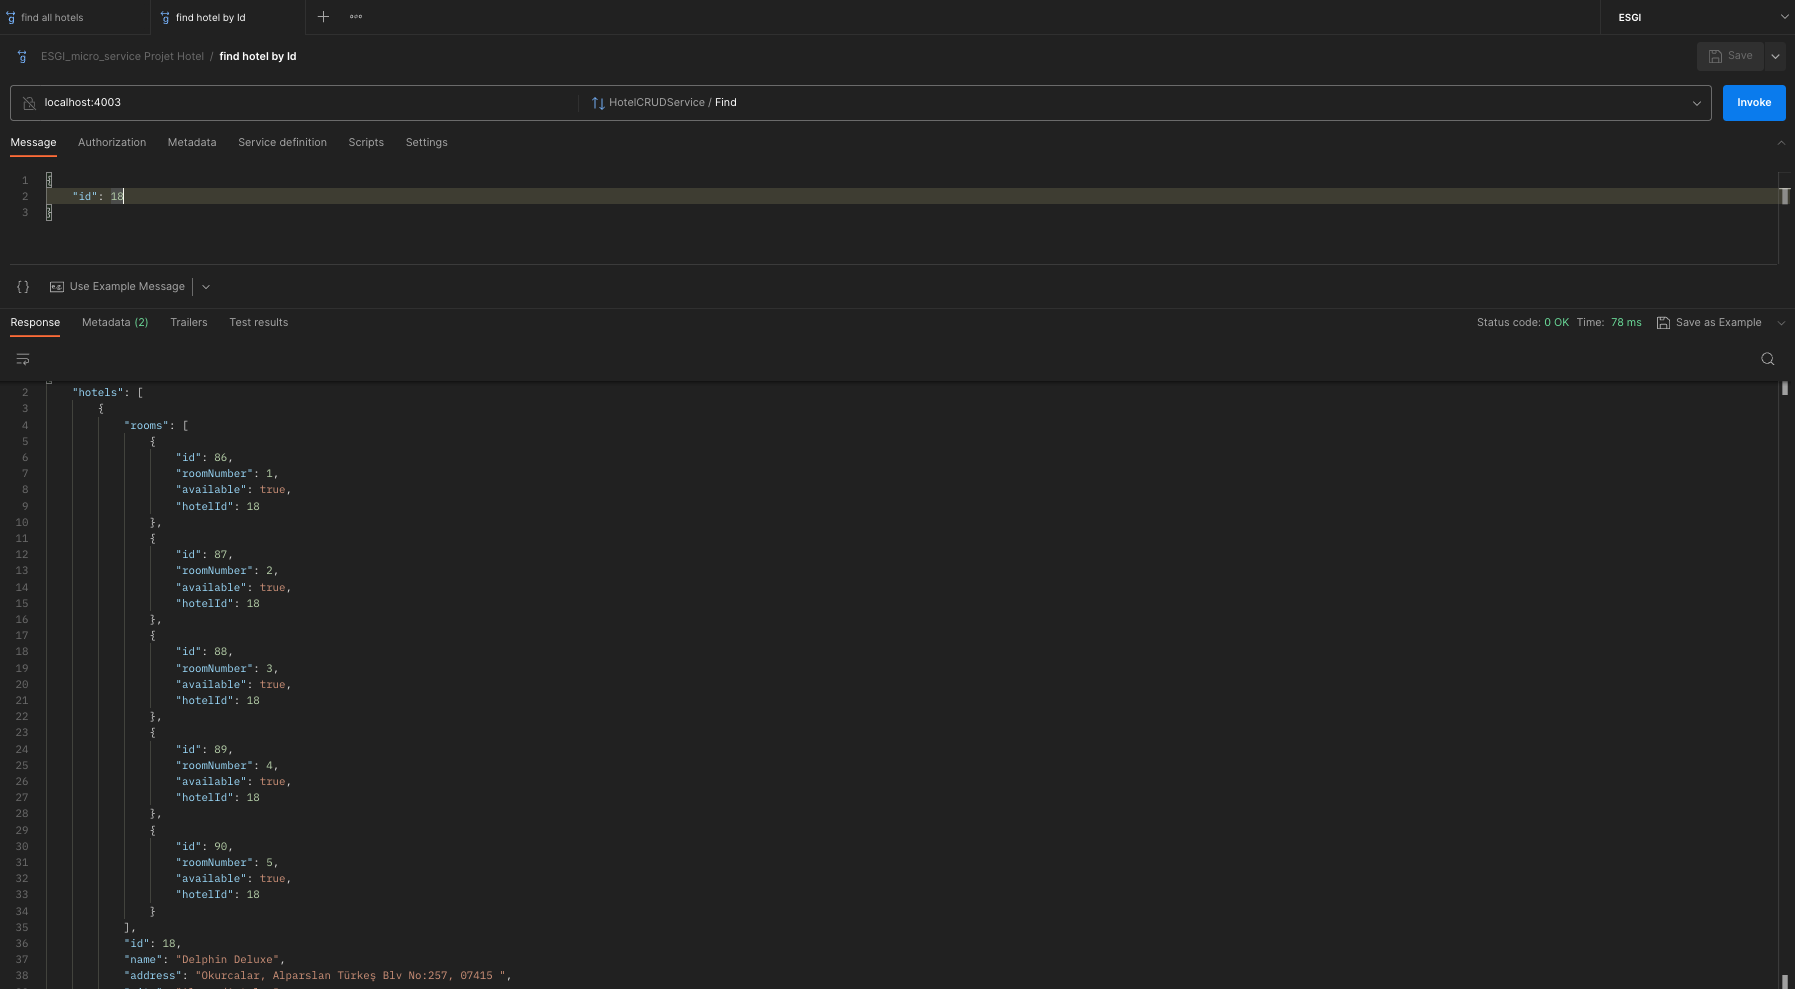 find all hotels
find hotel by Id
ESGI
ESGI_micro_service Projet Hotel / find hotel by Id
Save
localhost:4003
HotelCRUDService / Find
Invoke
Message Authorization Metadata Service definition Scripts Settings
1 {
2 "id": 18
3 }
{} Use Example Message
Response Metadata (2) Trailers Test results
Status code: 0 OK Time: 78 ms Save as Example
2 "hotels": [
3 {
4 "rooms": [
5 {
6 "id": 86,
7 "roomNumber": 1,
8 "available": true,
9 "hotelId": 18
10 },
11 {
12 "id": 87,
13 "roomNumber": 2,
14 "available": true,
15 "hotelId": 18
16 },
17 {
18 "id": 88,
19 "roomNumber": 3,
20 "available": true,
21 "hotelId": 18
22 },
23 {
24 "id": 89,
25 "roomNumber": 4,
26 "available": true,
27 "hotelId": 18
28 },
29 {
30 "id": 90,
31 "roomNumber": 5,
32 "available": true,
33 "hotelId": 18
34 }
35 ],
36 "id": 18,
37 "name": "Delphin Deluxe",
38 "address": "Okurcalar, Alparslan Türkeş Blv No:257, 07415 ",